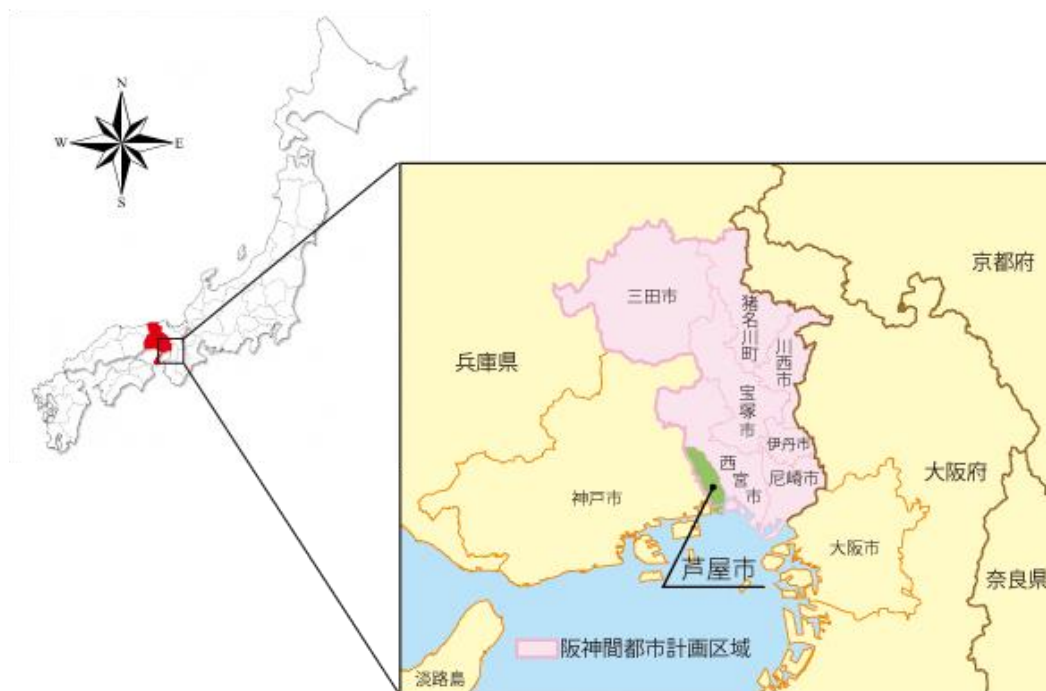 N
W
E
S
京都府
三田市
猪名川町
川西市
兵庫県
宝塚市
伊丹市
西宮市
尼崎市
大阪府
神戸市
大阪市
芦屋市
奈良県
阪神間都市計画区域
淡路島